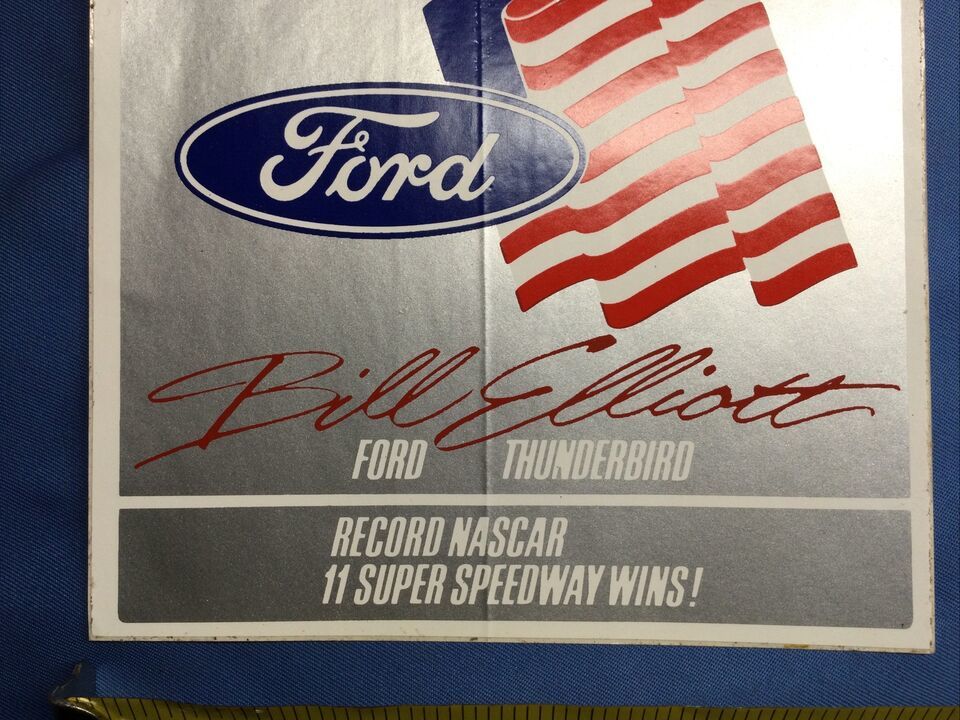 Ford
Bill Elliott
FORD THUNDERBIRD
RECORD NASCAR
11 SUPER SPEEDWAY WINS!